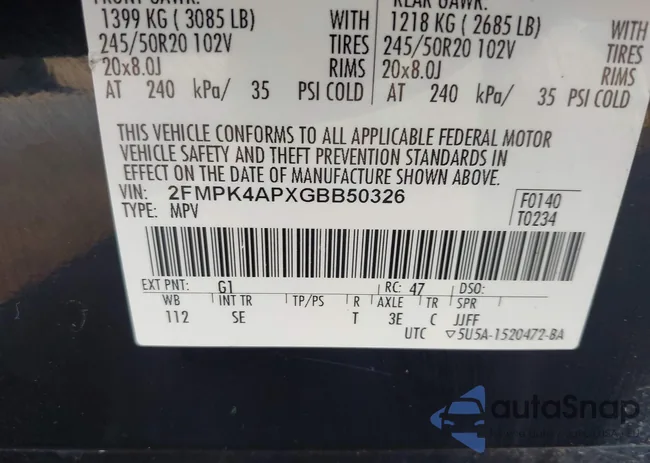 1399 KG ( 3085 LB) WITH 1218 KG ( 2685 LB) WITH
245/50R20 102V TIRES 245/50R20 102V TIRES
20x8.0J RIMS 20x8.0J RIMS
AT 240 kPa/ 35 PSI COLD AT 240 kPa/ 35 PSI COLD
THIS VEHICLE CONFORMS TO ALL APPLICABLE FEDERAL MOTOR
VEHICLE SAFETY AND THEFT PREVENTION STANDARDS IN
EFFECT ON THE DATE OF MANUFACTURE SHOWN ABOVE.
VIN: 2FMPK4APXGBB50326 F0140
TYPE: MPV T0234
EXT PNT: G1 RC: 47 DSO:
WB INT TR TP/PS R AXLE TR SPR
112 SE T 3E C JJFF
UTC ▽5U5A-1520472-BA
autoSnap